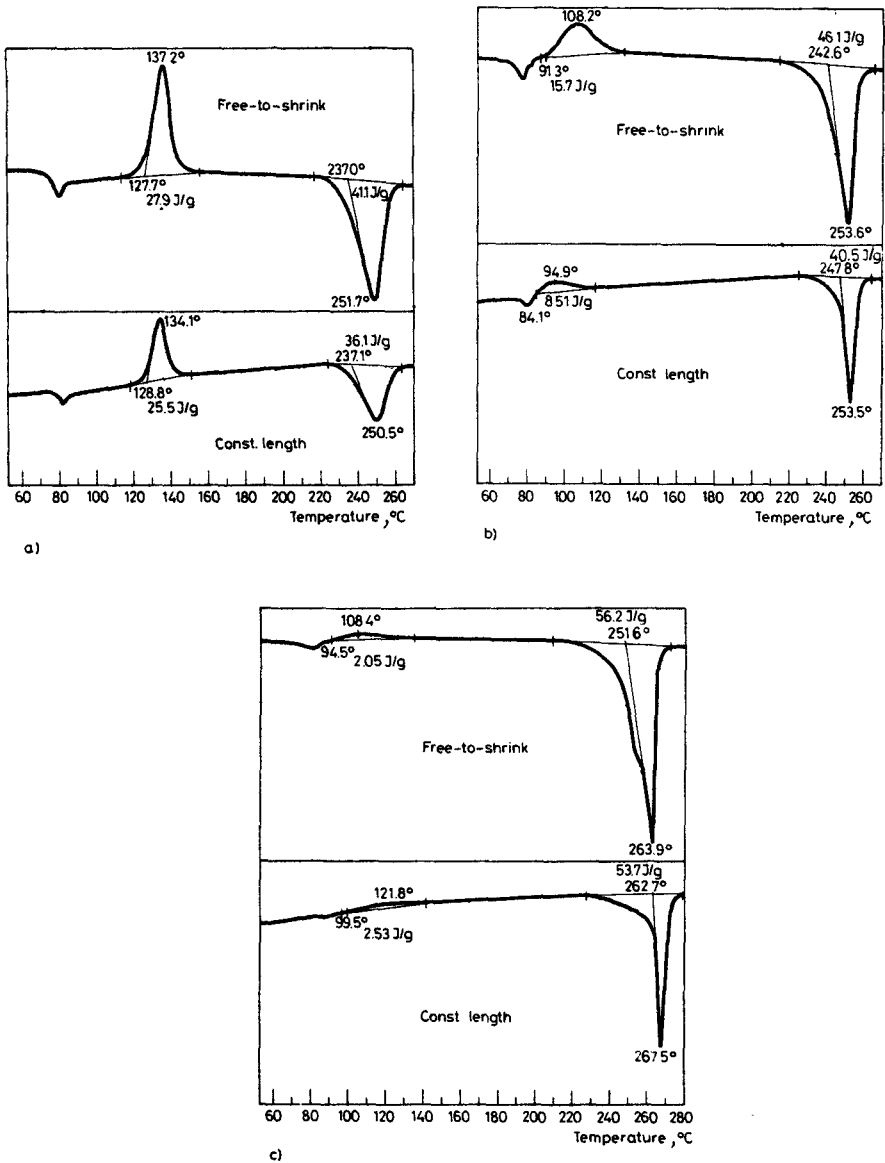 137.2°
Free-to-shrink
127.7°
27.9 J/g
237.0°
41.1 J/g
251.7°
134.1°
36.1 J/g
237.1°
128.8°
25.5 J/g
250.5°
Const. length
60 80 100 120 140 160 180 200 220 240 260
Temperature , °C
a)
108.2°
46.1 J/g
242.6°
91.3°
15.7 J/g
Free-to-shrink
253.6°
40.5 J/g
247.8°
94.9°
8.51 J/g
84.1°
Const length
253.5°
60 80 100 120 140 160 180 200 220 240 260
Temperature ,°C
b)
108.4°
56.2 J/g
251.6°
94.5°
2.05 J/g
Free-to-shrink
263.9°
53.7 J/g
262.7°
121.8°
99.5°
2.53 J/g
Const length
267.5°
60 80 100 120 140 160 180 200 220 240 260 280
Temperature, °C
c)